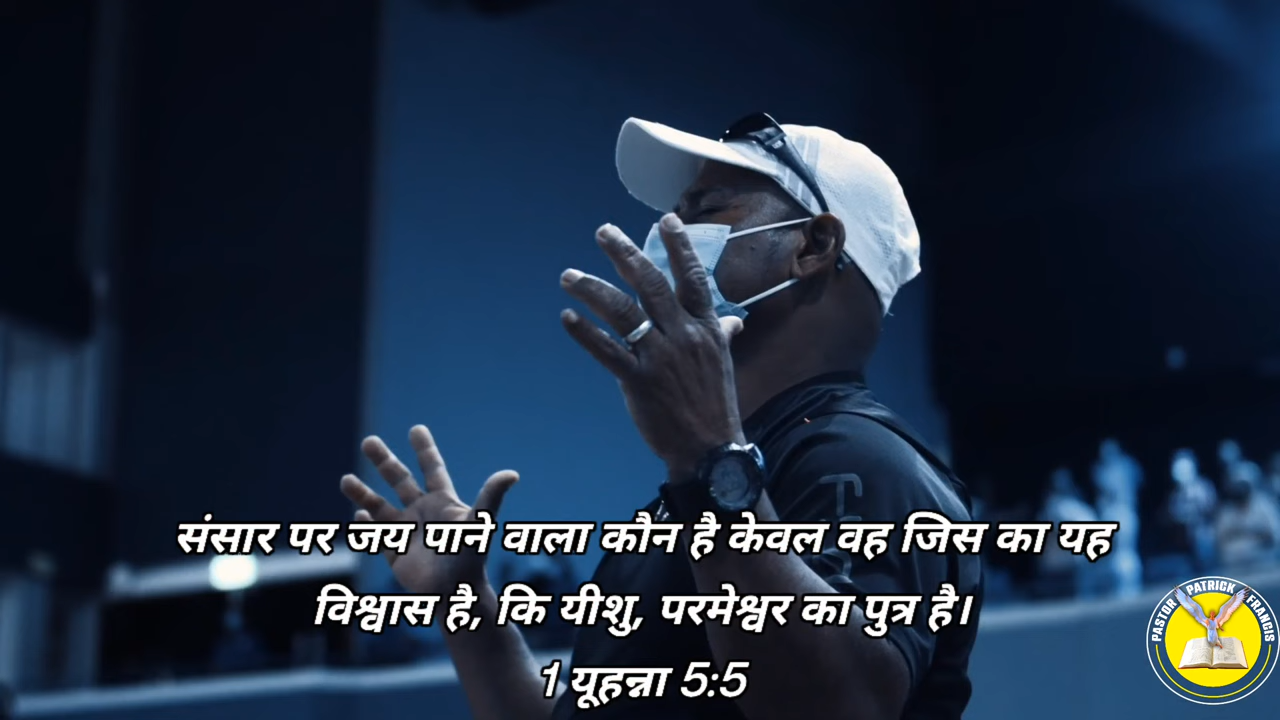 संसार पर जय पाने वाला कौन है केवल वह जिस का यह
विश्वास है, कि यीशु, परमेश्वर का पुत्र है।
1 यूहन्ना 5:5
PASTOR PATRICK FRANCIS